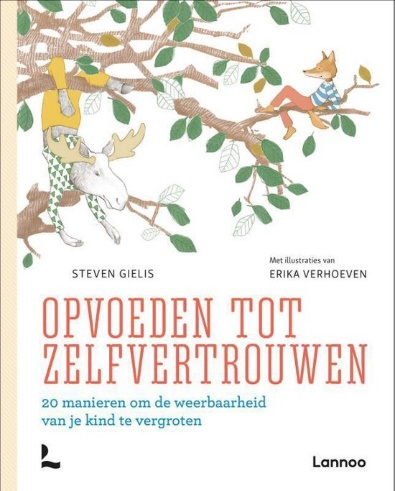 STEVEN GIELIS
Met illustraties van
ERIKA VERHOEVEN
OPVOEDEN TOT
ZELFVERTROUWEN
20 manieren om de weerbaarheid
van je kind te vergroten
Lannoo